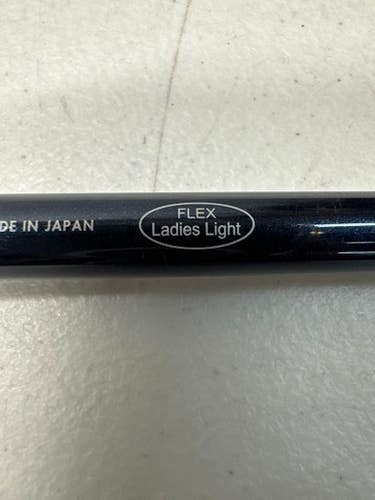 DE IN JAPAN
FLEX
Ladies Light